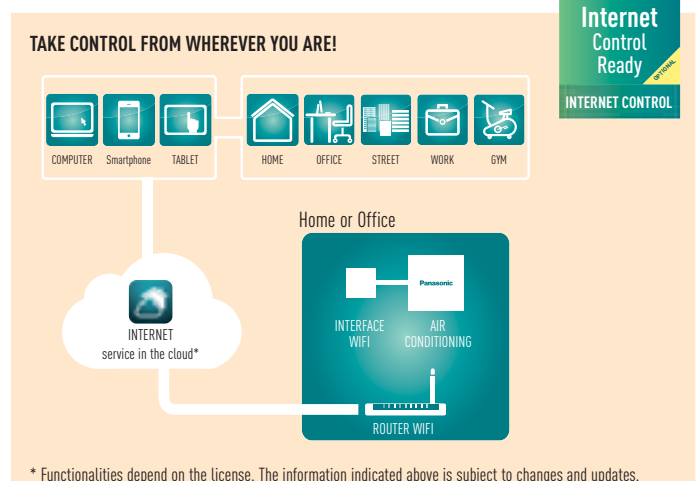 Internet
Control
Ready
OPTIONAL
INTERNET CONTROL
TAKE CONTROL FROM WHEREVER YOU ARE!
COMPUTER Smartphone TABLET HOME OFFICE STREET WORK GYM
Home or Office
Panasonic
INTERFACE
WIFI
AIR
CONDITIONING
INTERNET
service in the cloud*
ROUTER WIFI
* Functionalities depend on the license. The information indicated above is subject to changes and updates.